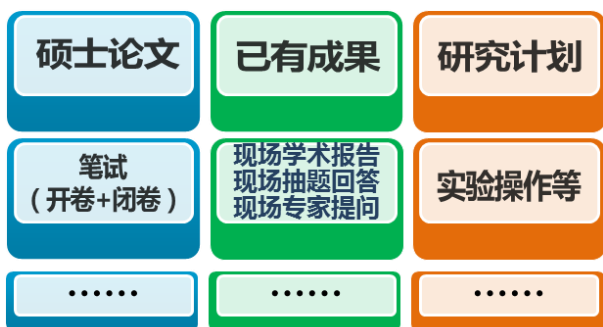 硕士论文
已有成果
研究计划
笔试
（开卷+闭卷）
现场学术报告
现场抽题回答
现场专家提问
实验操作等
……
……
……